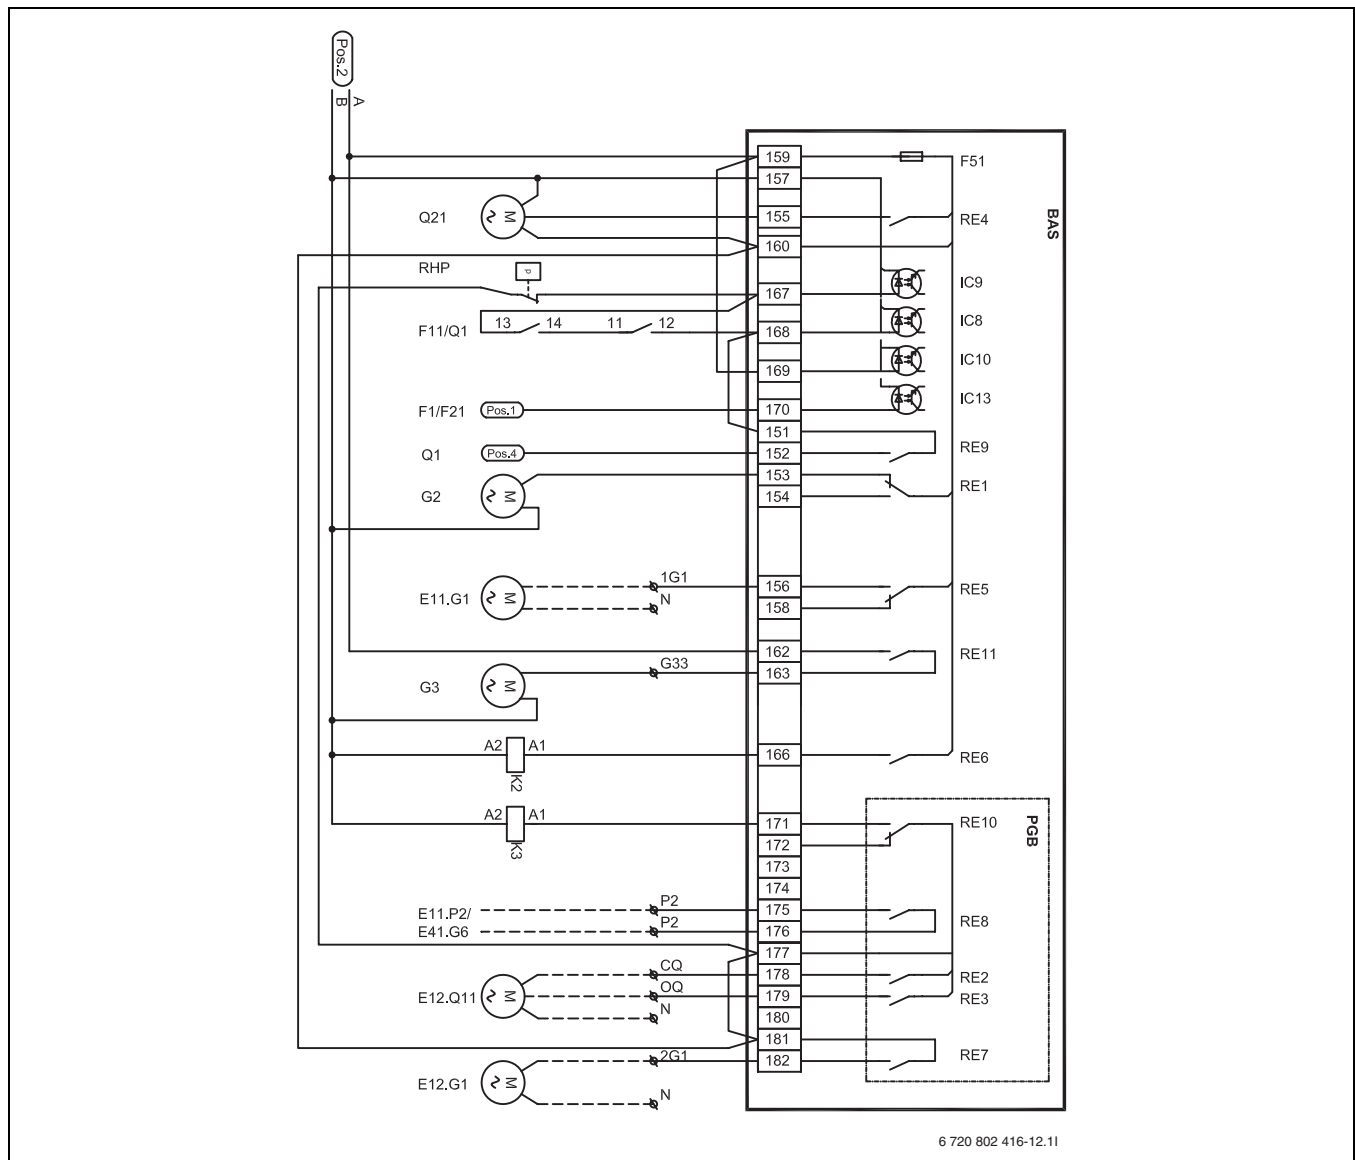 Pos.2
B A
BAS
159 F51
157
Q21 M 155 RE4
160
RHP P IC9
167
F11/Q1 13 14 11 12 168 IC8
169 IC10
F1/F21 Pos.1 170 IC13
151
Q1 Pos.4 152 RE9
153
G2 M 154 RE1
1G1 156
E11.G1 M N 158 RE5
162 RE11
G3 M G33 163
A2 A1 166 RE6
K2
PGB
A2 A1 171 RE10
K3 172
173
174
E11.P2/ P2 175
E41.G6 P2 176 RE8
177
CQ 178 RE2
E12.Q11 M OQ 179 RE3
N 180
181
2G1 182 RE7
E12.G1 M
N
6 720 802 416-12.1I